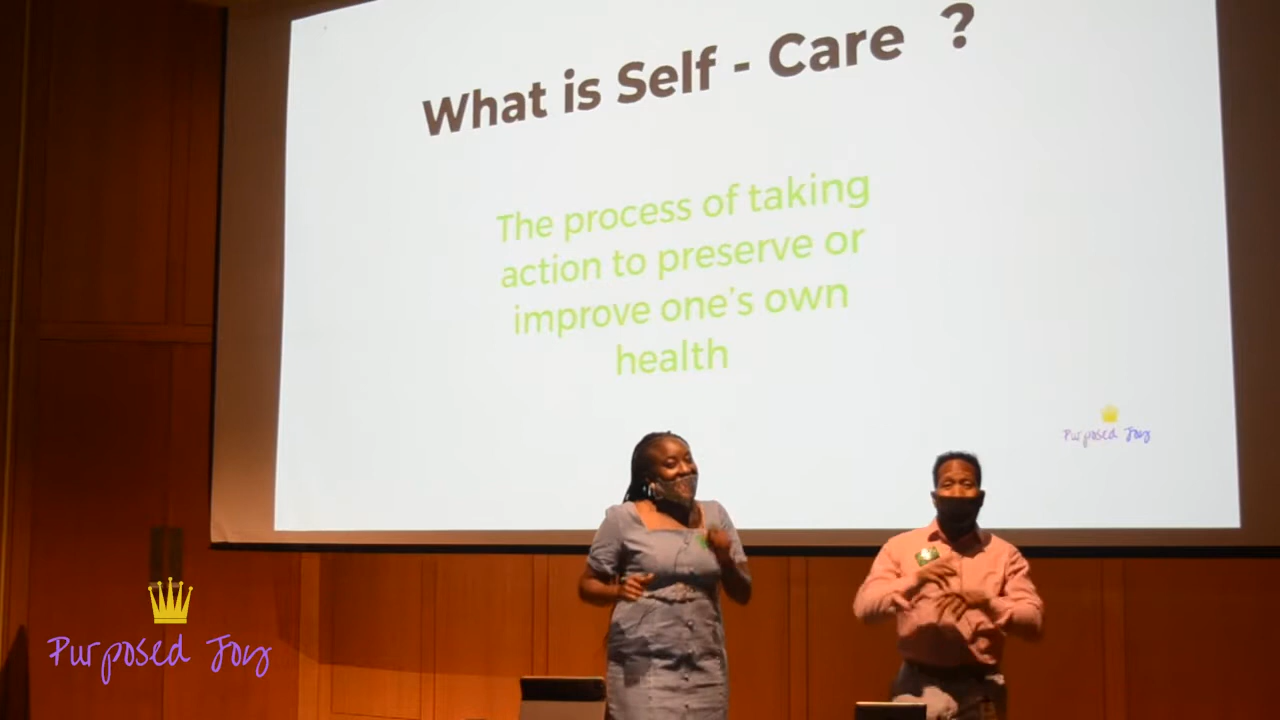 What is Self - Care ?
The process of taking
action to preserve or
improve one's own
health
Purposed Joy
Purposed Joy